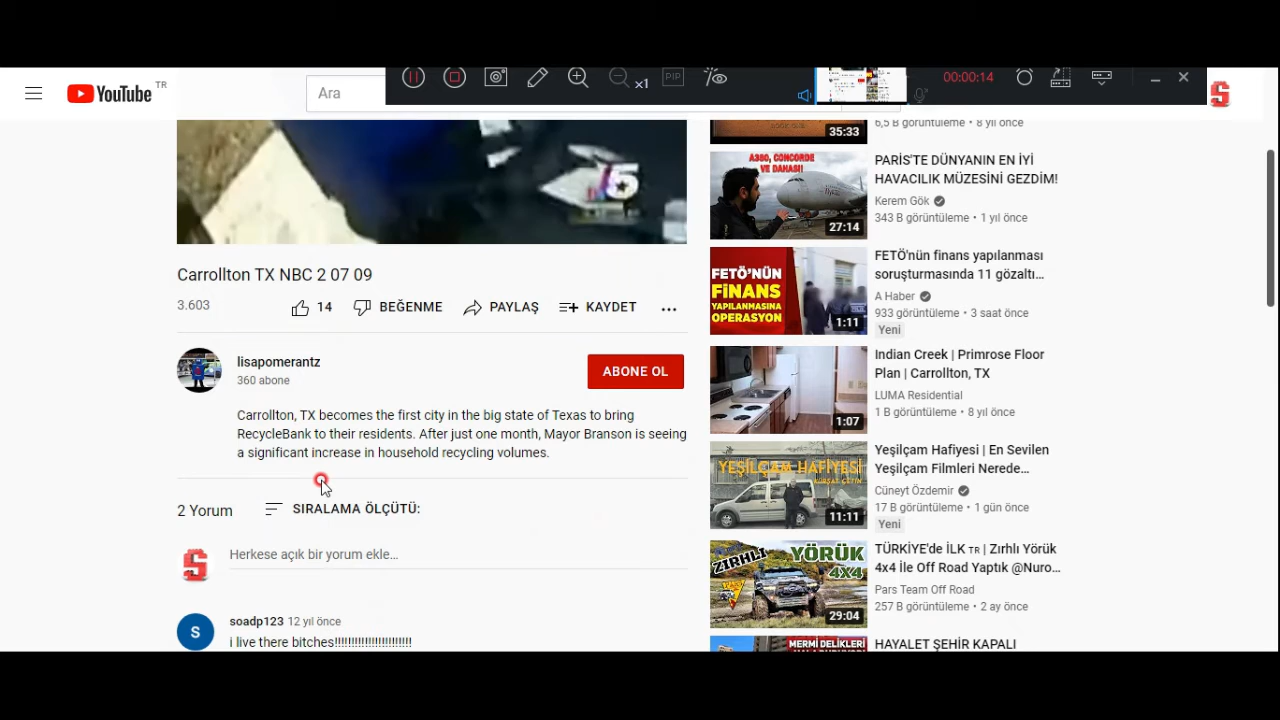 YouTube TR
Ara
x1
PIP
00:00:14
S
5
Carrollton TX NBC 2 07 09
3.603
14
BEĞENME
PAYLAŞ
KAYDET
lisapomerantz
360 abone
ABONE OL
Carrollton, TX becomes the first city in the big state of Texas to bring
RecycleBank to their residents. After just one month, Mayor Branson is seeing
a significant increase in household recycling volumes.
2 Yorum
SIRALAMA ÖLÇÜTÜ:
S
Herkese açık bir yorum ekle...
S
soadp123 12 yıl önce
i live there bitches!!!!!!!!!!!!!!!!!!!!!!!
35:33
6,5 B görüntüleme • 8 yıl önce
A380, CONCORDE
VE DAHASI!
27:14
PARİS'TE DÜNYANIN EN İYİ
HAVACILIK MÜZESİNİ GEZDİM!
Kerem Gök
343 B görüntüleme • 1 yıl önce
FETÖ'NÜN
FİNANS
YAPILANMASINA
OPERASYON
1:11
FETÖ'nün finans yapılanması
soruşturmasında 11 gözaltı...
A Haber
933 görüntüleme • 3 saat önce
Yeni
1:07
Indian Creek | Primrose Floor
Plan | Carrollton, TX
LUMA Residential
1 B görüntüleme • 8 yıl önce
YEŞİLÇAM HAFİYESİ
KÜRŞAT ÇETİN
11:11
Yeşilçam Hafiyesi | En Sevilen
Yeşilçam Filmleri Nerede...
Cüneyt Özdemir
17 B görüntüleme • 1 gün önce
Yeni
ZIRHLI
YÖRÜK
4X4
29:04
TÜRKİYE'de İLK TR | Zırhlı Yörük
4x4 İle Off Road Yaptık @Nuro...
Pars Team Off Road
257 B görüntüleme • 2 ay önce
MERMİ DELİKLERİ
HAYALET ŞEHİR KAPALI